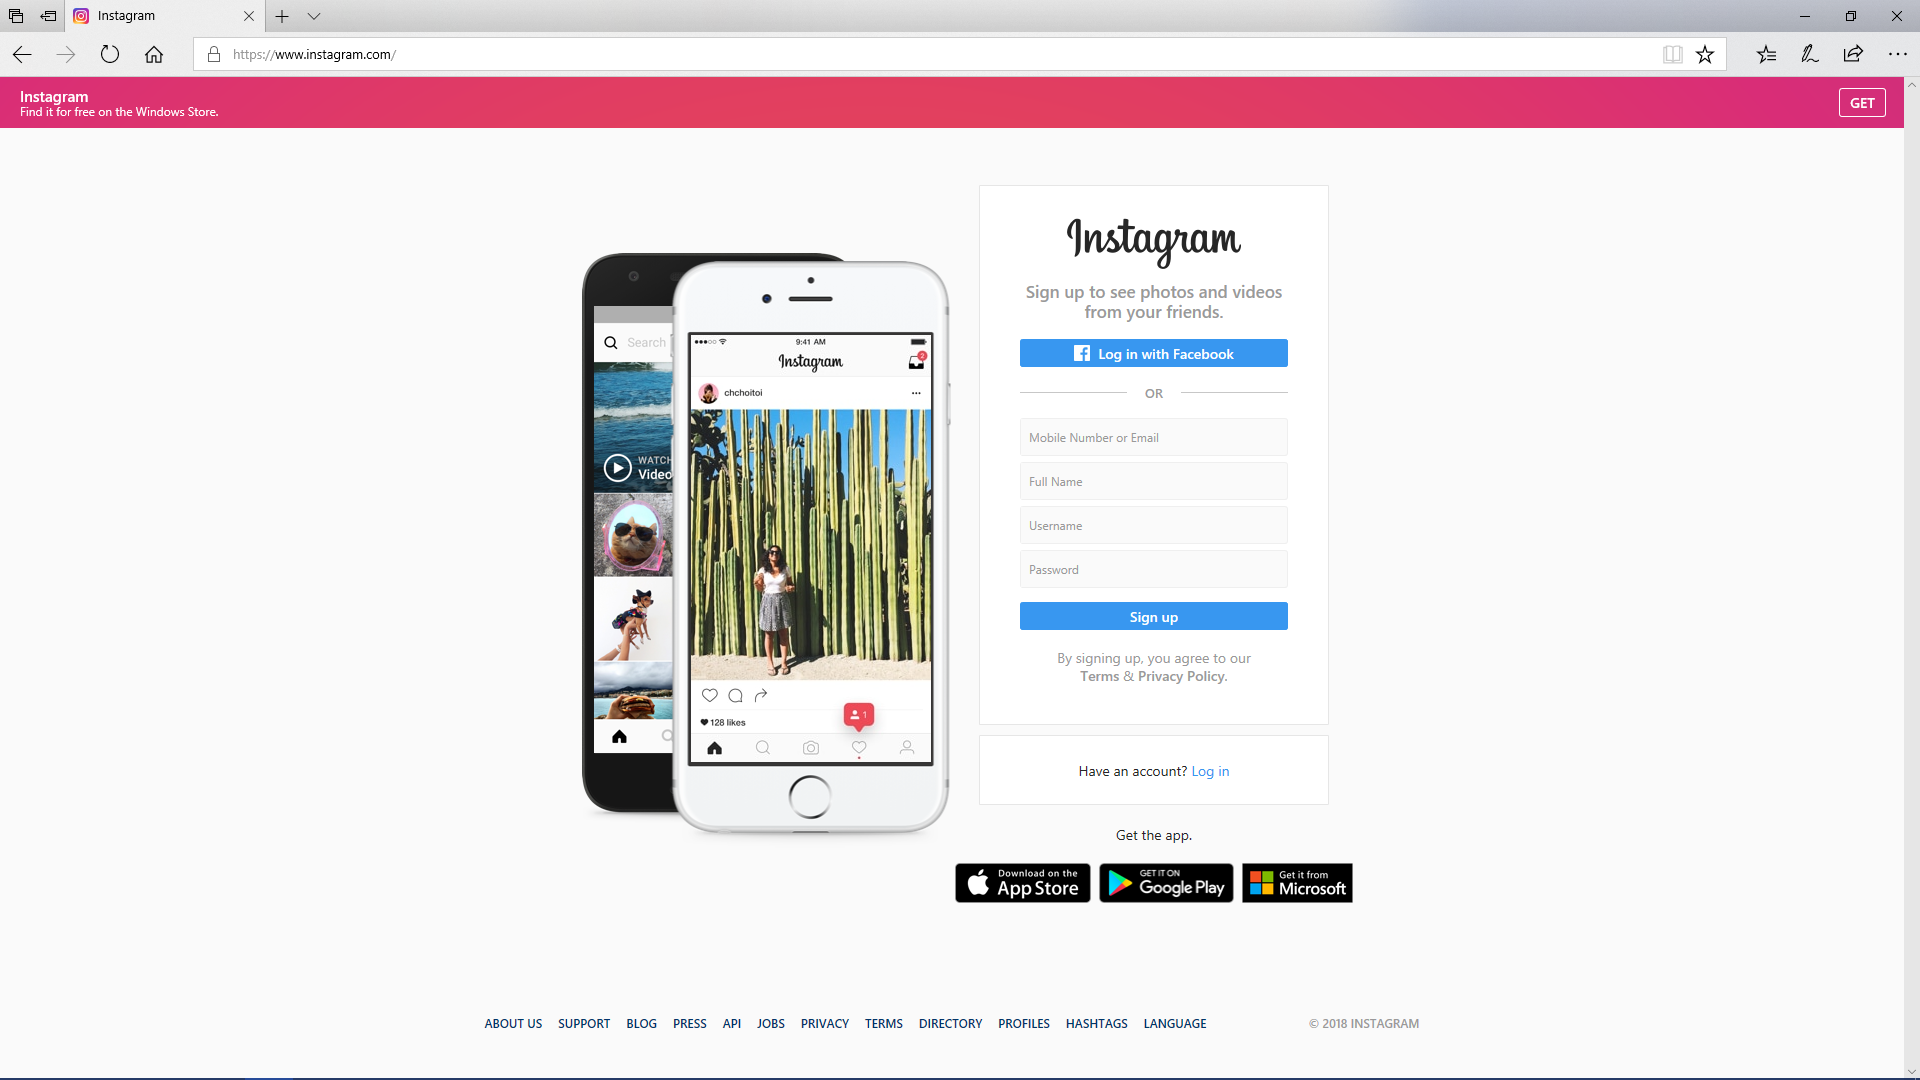 Instagram
https://www.instagram.com/
Instagram
Find it for free on the Windows Store.
GET
Search
WATCH
Video
9:41 AM
Instagram
2
chchoitoi
128 likes
1
Instagram
Sign up to see photos and videos
from your friends.
Log in with Facebook
OR
Mobile Number or Email
Full Name
Username
Password
Sign up
By signing up, you agree to our
Terms & Privacy Policy.
Have an account? Log in
Get the app.
Download on the
App Store
GET IT ON
Google Play
Get it from
Microsoft
ABOUT US SUPPORT BLOG PRESS API JOBS PRIVACY TERMS DIRECTORY PROFILES HASHTAGS LANGUAGE © 2018 INSTAGRAM